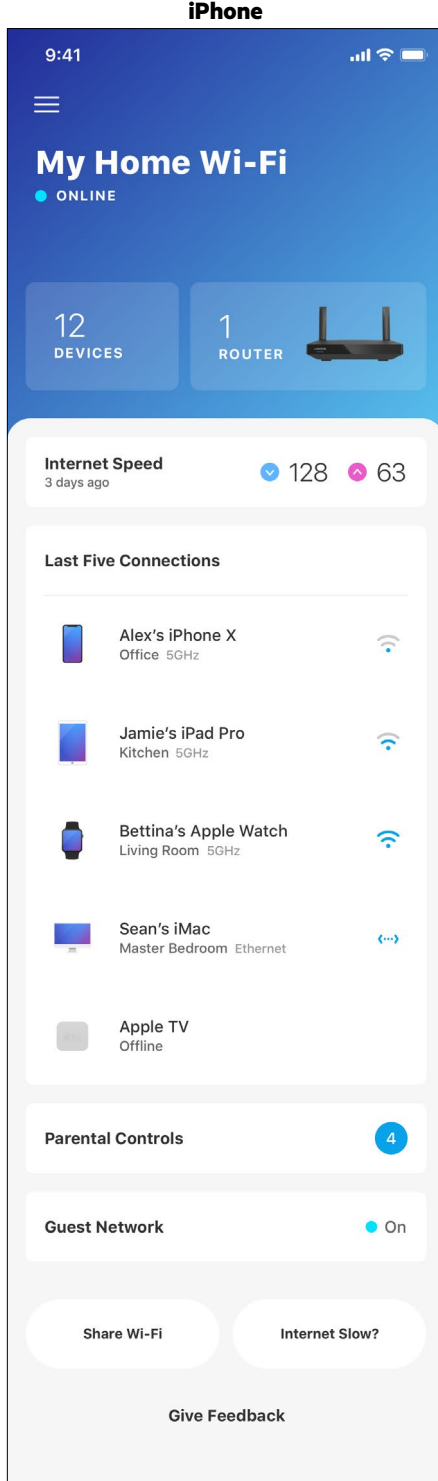 iPhone
9:41
My Home Wi-Fi
ONLINE
12
DEVICES
1
ROUTER
Internet Speed
3 days ago
128
63
Last Five Connections
Alex's iPhone X
Office 5GHz
Jamie's iPad Pro
Kitchen 5GHz
Bettina's Apple Watch
Living Room 5GHz
Sean's iMac
Master Bedroom Ethernet
Apple TV
Offline
Parental Controls
4
Guest Network
On
Share Wi-Fi
Internet Slow?
Give Feedback